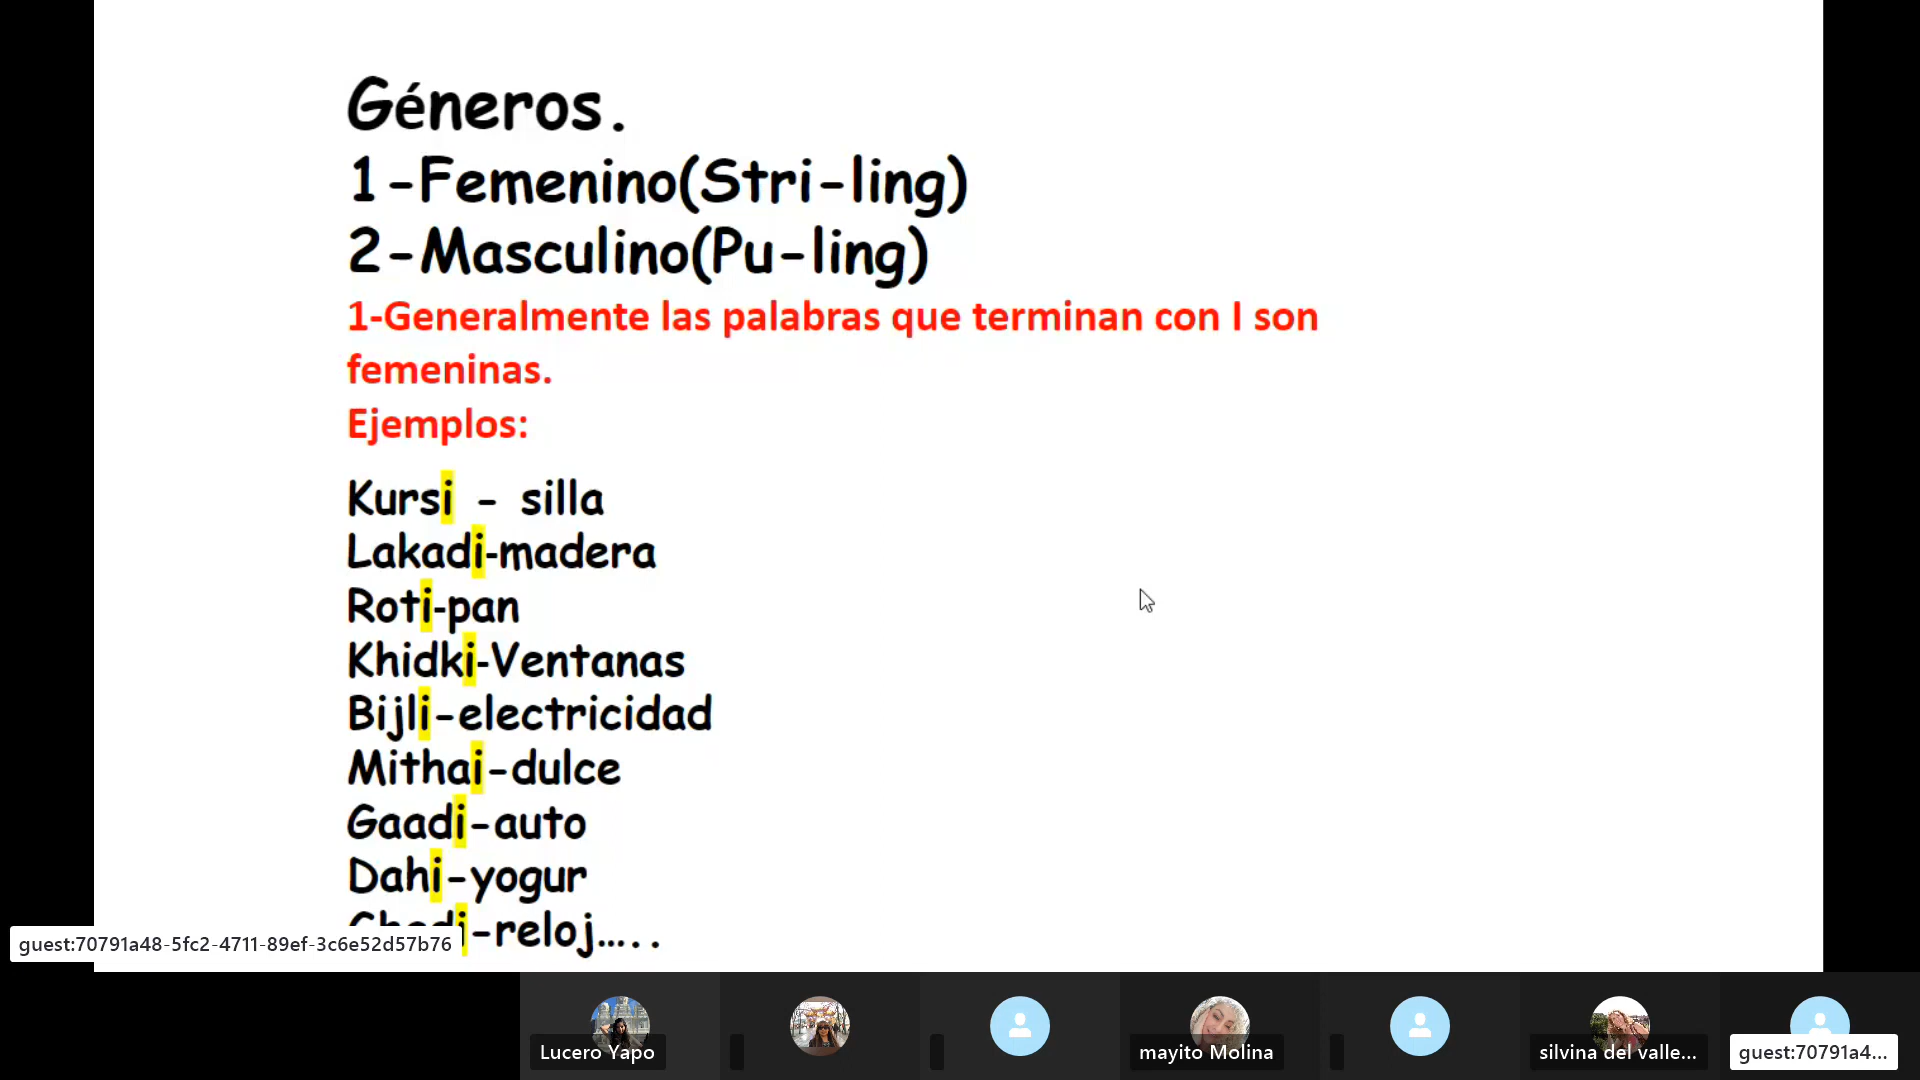 Géneros.
1-Femenino(Stri-ling)
2-Masculino(Pu-ling)
1-Generalmente las palabras que terminan con I son
femeninas.
Ejemplos:
Kursi - silla
Lakadi-madera
Roti-pan
Khidki-Ventanas
Bijli-electricidad
Mithai-dulce
Gaadi-auto
Dahi-yogur
-reloj.....
guest:70791a48-5fc2-4711-89ef-3c6e52d57b76
Lucero Yapo
mayito Molina
silvina del valle...
guest:70791a4...